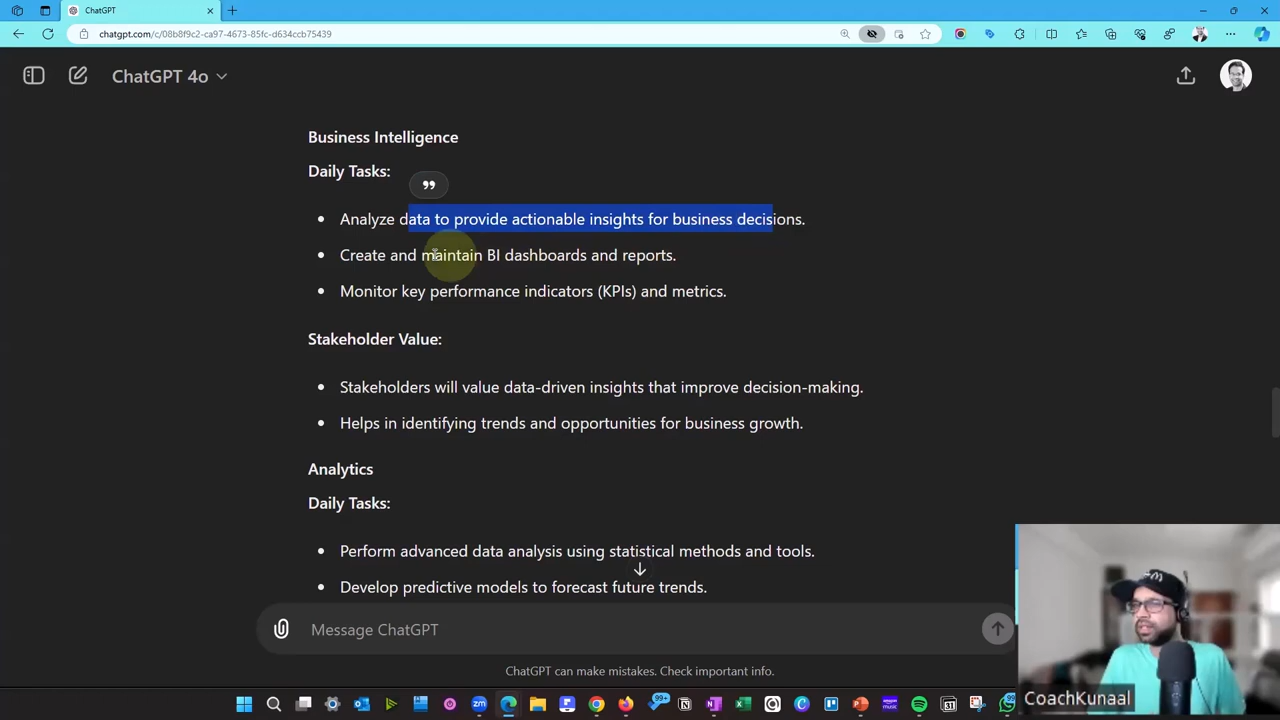 ChatGPT
chatgpt.com/c/08b8f9c2-ca97-4673-85fc-d634ccb75439
ChatGPT 4o
Business Intelligence
Daily Tasks:
Analyze data to provide actionable insights for business decisions.
Create and maintain BI dashboards and reports.
Monitor key performance indicators (KPIs) and metrics.
Stakeholder Value:
Stakeholders will value data-driven insights that improve decision-making.
Helps in identifying trends and opportunities for business growth.
Analytics
Daily Tasks:
Perform advanced data analysis using statistical methods and tools.
Develop predictive models to forecast future trends.
Message ChatGPT
ChatGPT can make mistakes. Check important info.
CoachKunaal